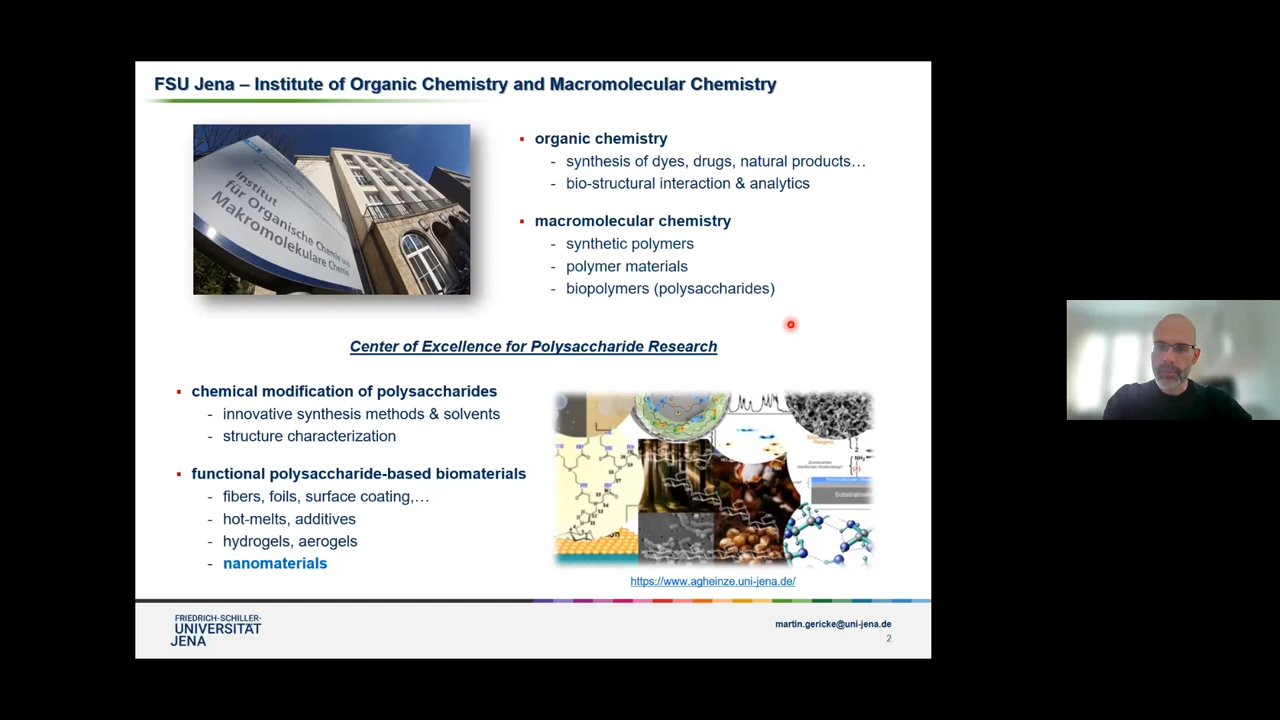 FSU Jena – Institute of Organic Chemistry and Macromolecular Chemistry
Institut
für Organische Chemie und
Makromolekulare Chemie
▪ organic chemistry
- synthesis of dyes, drugs, natural products…
- bio-structural interaction & analytics
▪ macromolecular chemistry
- synthetic polymers
- polymer materials
- biopolymers (polysaccharides)
Center of Excellence for Polysaccharide Research
▪ chemical modification of polysaccharides
- innovative synthesis methods & solvents
- structure characterization
▪ functional polysaccharide-based biomaterials
- fibers, foils, surface coating,…
- hot-melts, additives
- hydrogels, aerogels
- nanomaterials
https://www.agheinze.uni-jena.de/
FRIEDRICH-SCHILLER-
UNIVERSITÄT
JENA
martin.gericke@uni-jena.de
2